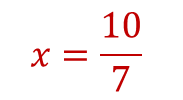 x = 10/7